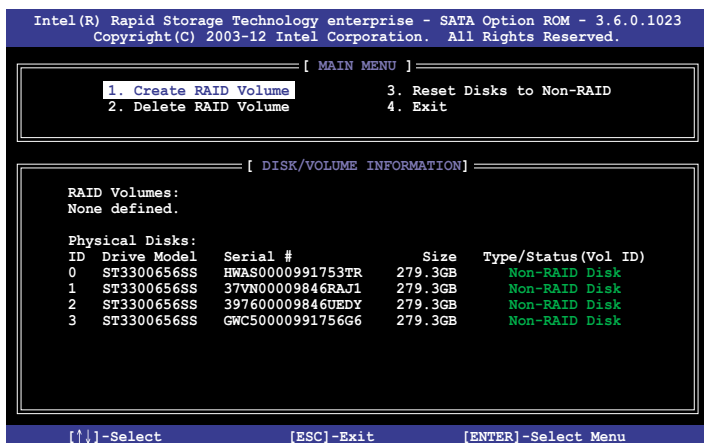 Intel(R) Rapid Storage Technology enterprise - SATA Option ROM - 3.6.0.1023
Copyright(C) 2003-12 Intel Corporation. All Rights Reserved.
[ MAIN MENU ]
1. Create RAID Volume 3. Reset Disks to Non-RAID
2. Delete RAID Volume 4. Exit
[ DISK/VOLUME INFORMATION]
RAID Volumes:
None defined.
Physical Disks:
ID Drive Model Serial # Size Type/Status(Vol ID)
0 ST3300656SS HWAS0000991753TR 279.3GB Non-RAID Disk
1 ST3300656SS 37VN00009846RAJ1 279.3GB Non-RAID Disk
2 ST3300656SS 397600009846UEDY 279.3GB Non-RAID Disk
3 ST3300656SS GWC50000991756G6 279.3GB Non-RAID Disk
[↑↓]-Select [ESC]-Exit [ENTER]-Select Menu